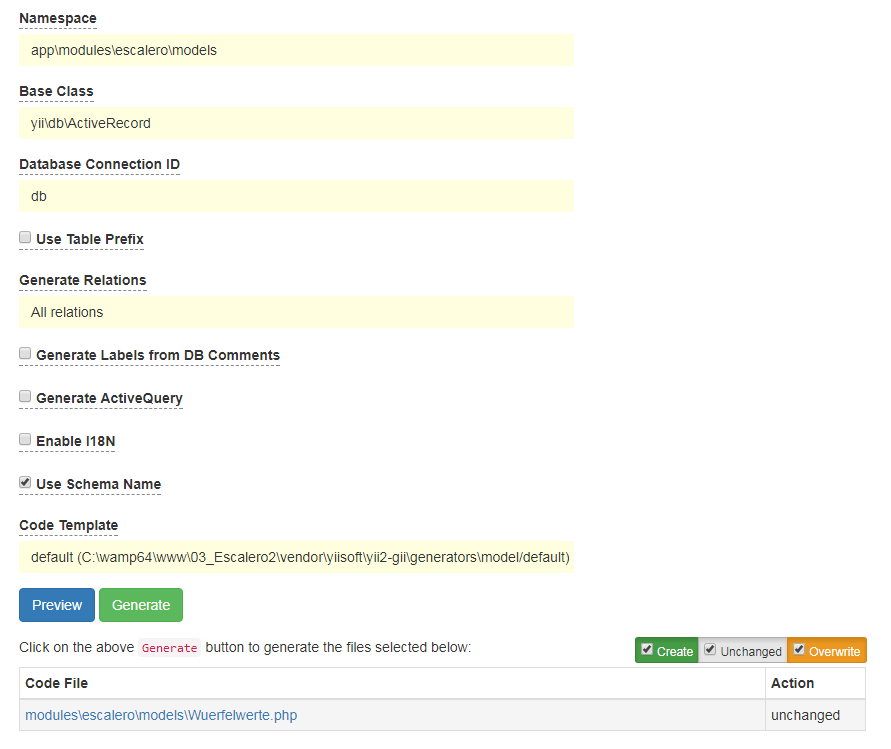 Namespace
app\modules\escalero\models
Base Class
yii\db\ActiveRecord
Database Connection ID
db
Use Table Prefix
Generate Relations
All relations
Generate Labels from DB Comments
Generate ActiveQuery
Enable I18N
Use Schema Name
Code Template
default (C:\wamp64\www\03_Escalero2\vendor\yiisoft\yii2-gii\generators\model/default)
Preview Generate
Click on the above Generate button to generate the files selected below: Create Unchanged Overwrite
Code File Action
modules\escalero\models\Wuerfelwerte.php unchanged